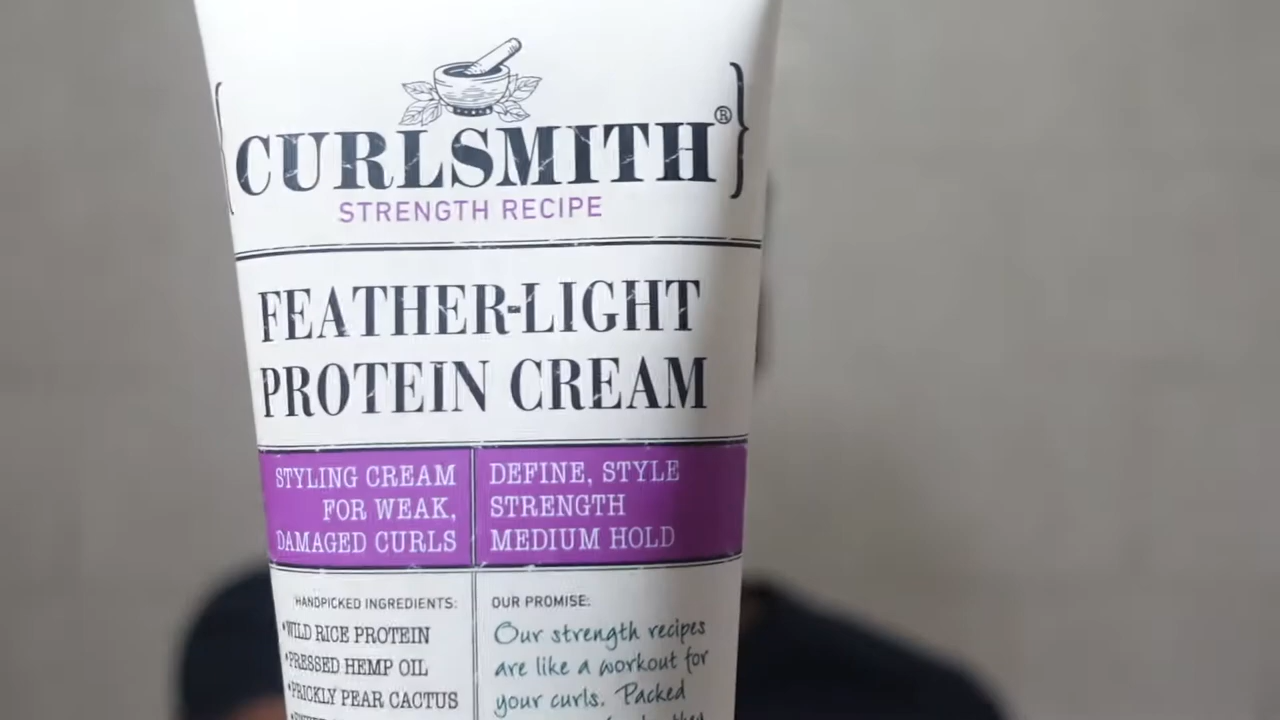 CURLSMITH®
STRENGTH RECIPE
FEATHER-LIGHT
PROTEIN CREAM
STYLING CREAM
FOR WEAK,
DAMAGED CURLS
DEFINE, STYLE
STRENGTH
MEDIUM HOLD
HANDPICKED INGREDIENTS:
•WILD RICE PROTEIN
•PRESSED HEMP OIL
•PRICKLY PEAR CACTUS
OUR PROMISE:
Our strength recipes
are like a workout for
your curls. Packed